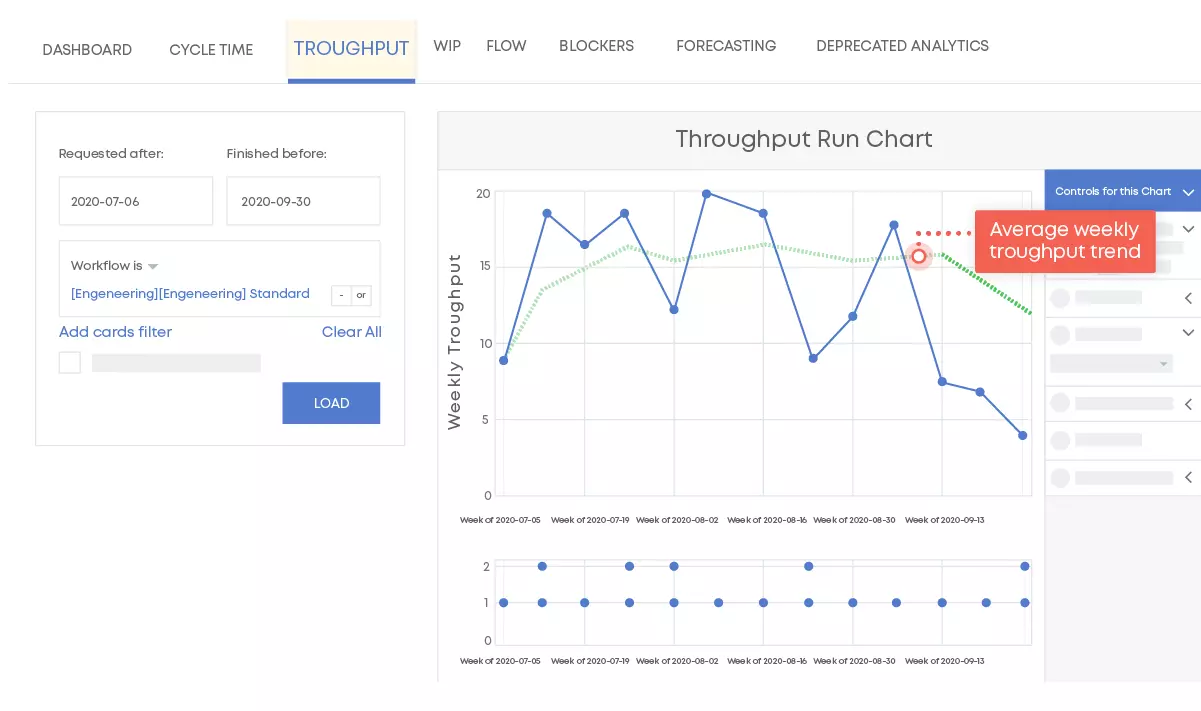 DASHBOARD CYCLE TIME TROUGHPUT WIP FLOW BLOCKERS FORECASTING DEPRECATED ANALYTICS
Requested after: Finished before:
2020-07-06 2020-09-30
Workflow is
[Engeneering][Engeneering] Standard - or
Add cards filter Clear All
LOAD
Throughput Run Chart
Controls for this Chart
Average weekly
troughput trend
Weekly Troughput
20
15
10
5
0
Week of 2020-07-05 Week of 2020-07-19 Week of 2020-08-02 Week of 2020-08-16 Week of 2020-08-30 Week of 2020-09-13
2
1
0
Week of 2020-07-05 Week of 2020-07-19 Week of 2020-08-02 Week of 2020-08-16 Week of 2020-08-30 Week of 2020-09-13